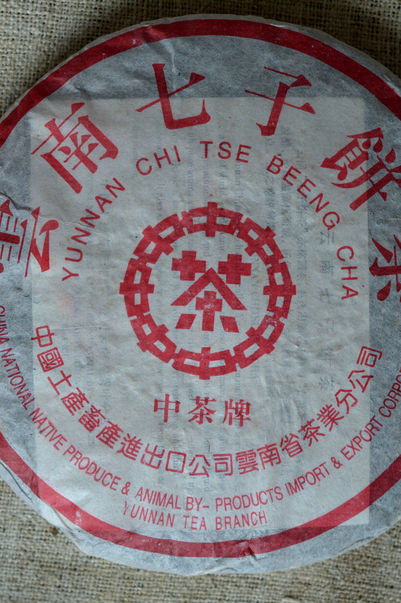 雲南七子餅茶
YUNNAN CHI TSE BEENG CHA
茶
中茶牌
中國土產畜產進出口公司雲南省茶業分公司
CHINA NATIONAL NATIVE PRODUCE & ANIMAL BY- PRODUCTS IMPORT & EXPORT CORPOR
YUNNAN TEA BRANCH